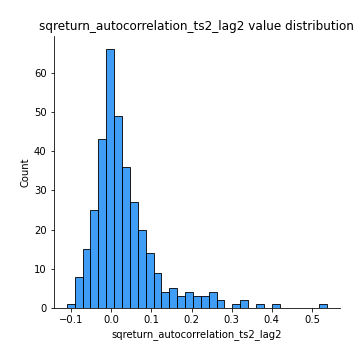 sqreturn_autocorrelation_ts2_lag2 value distribution
Count
60
50
40
30
20
10
0
−0.1 0.0 0.1 0.2 0.3 0.4 0.5
sqreturn_autocorrelation_ts2_lag2